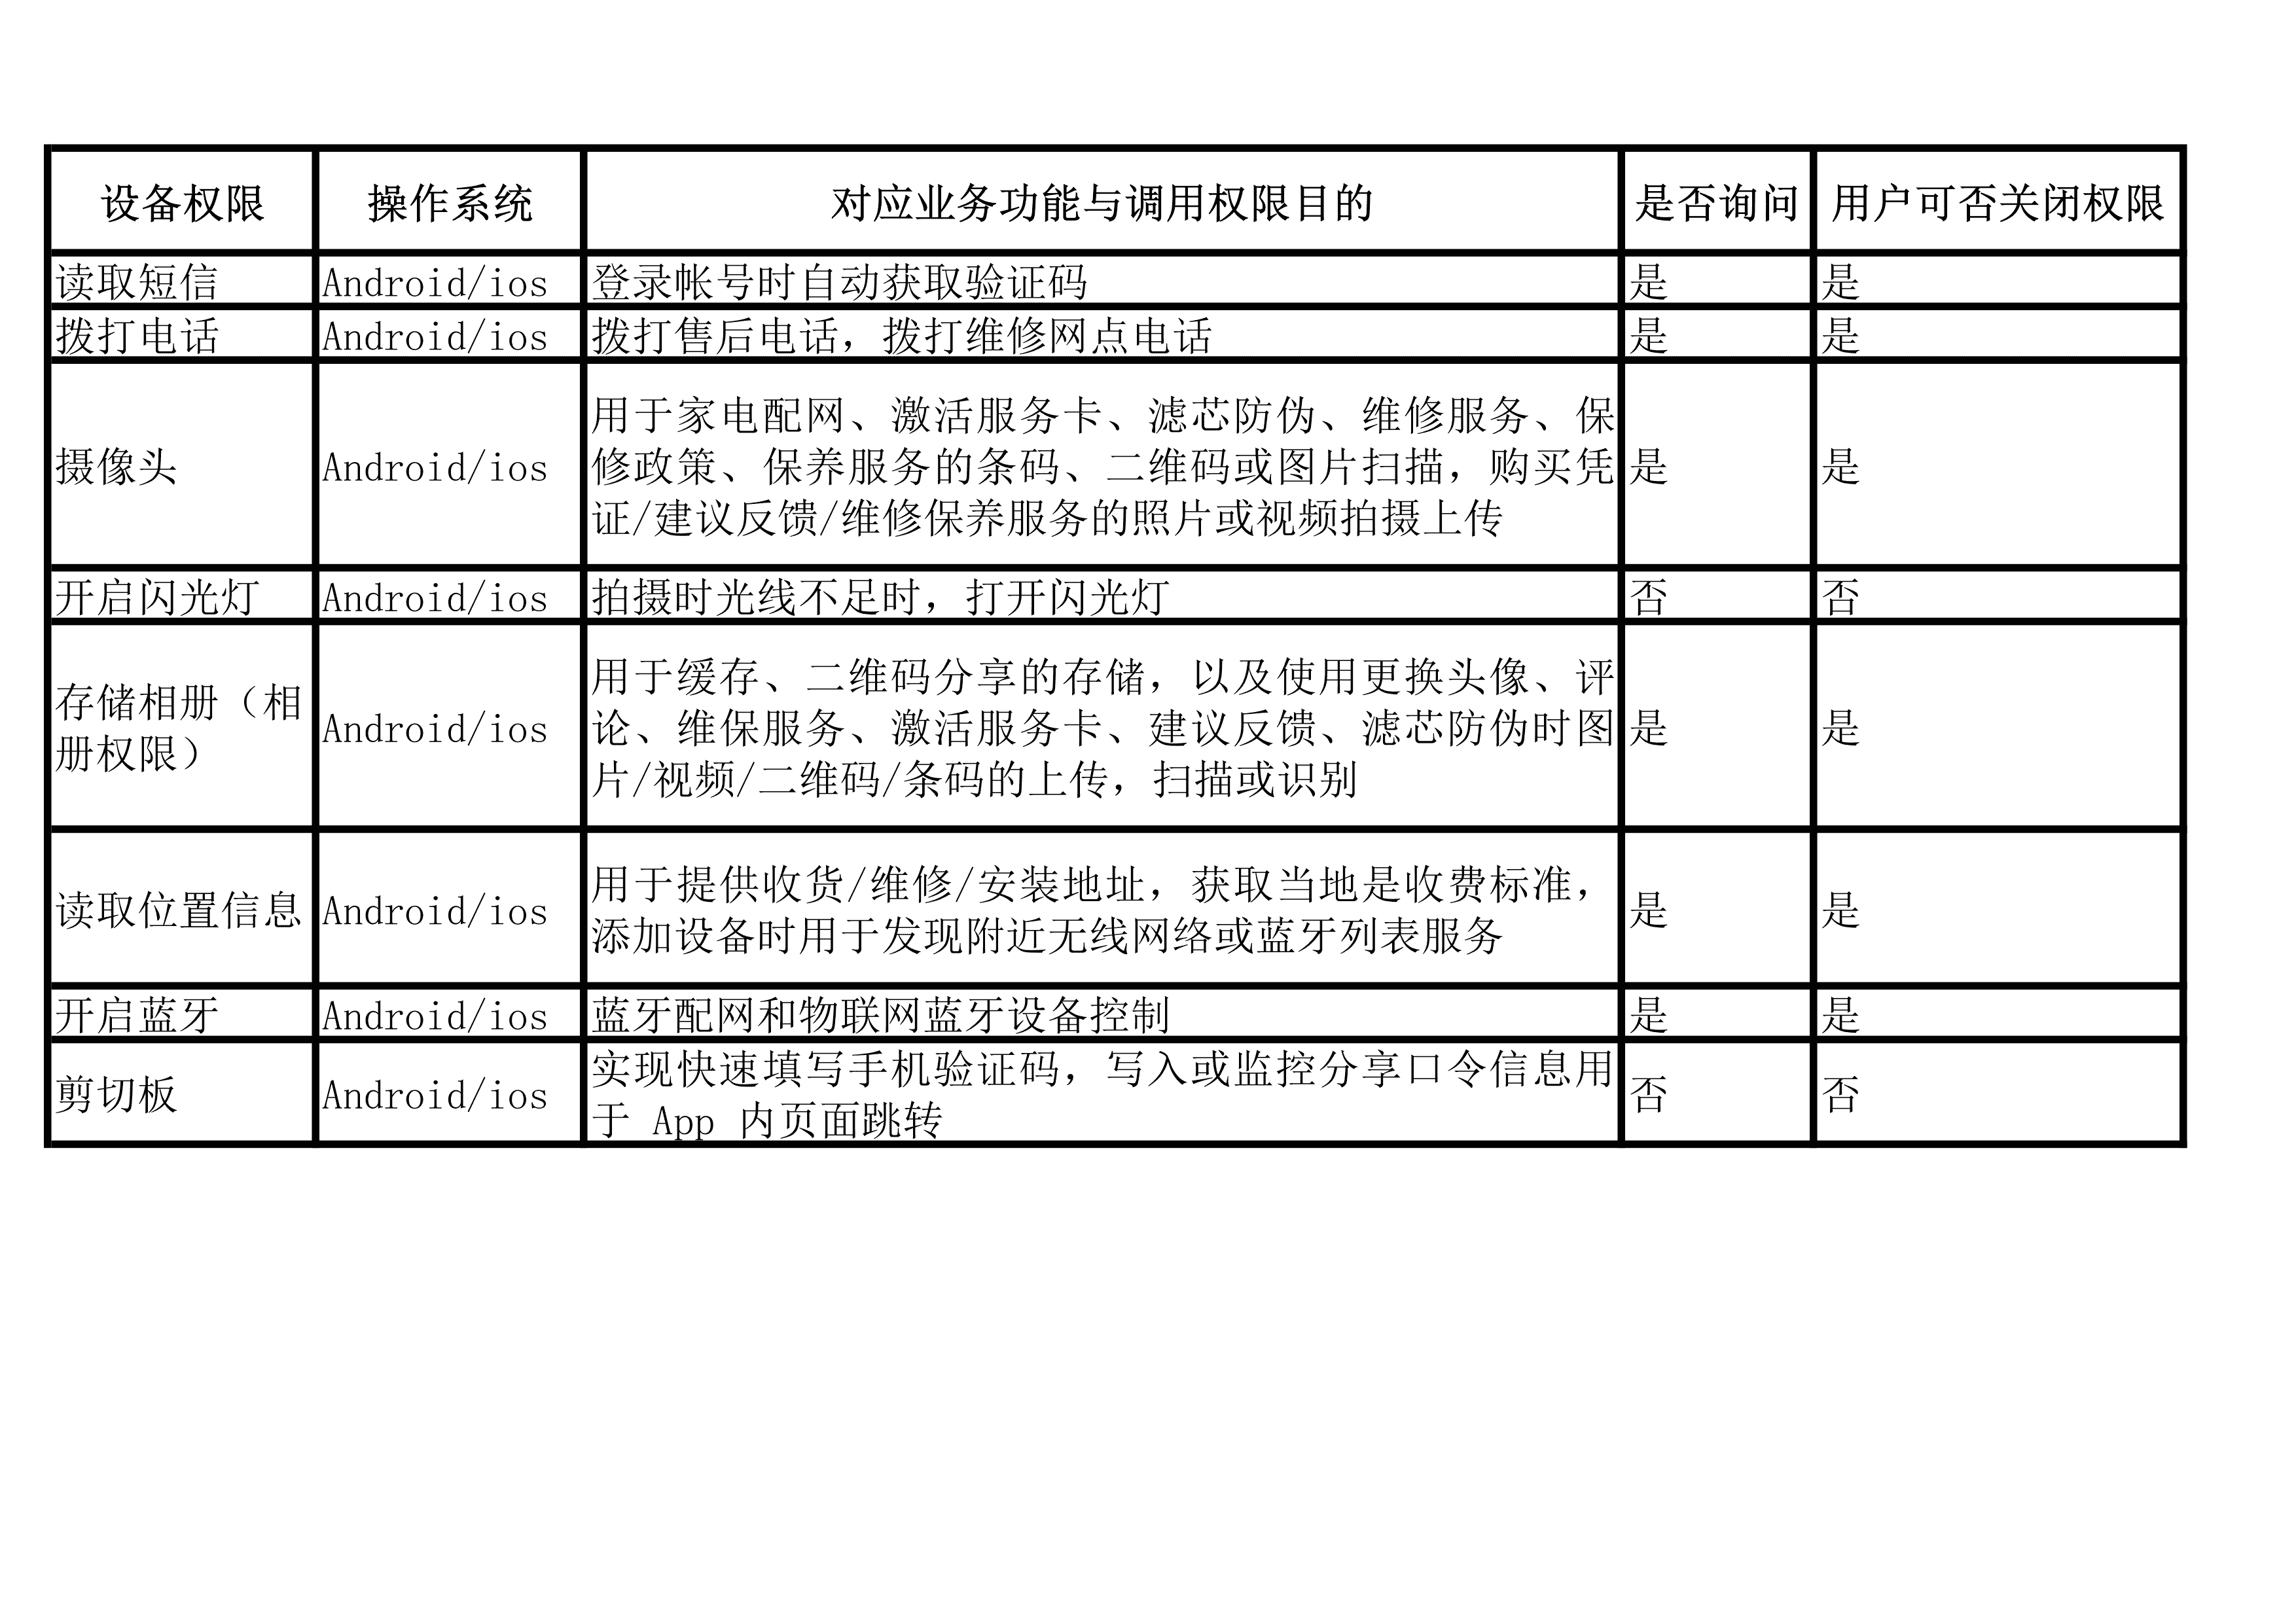 设备权限 操作系统 对应业务功能与调用权限目的 是否询问 用户可否关闭权限
读取短信 Android/ios 登录帐号时自动获取验证码 是 是
拨打电话 Android/ios 拨打售后电话，拨打维修网点电话 是 是
用于家电配网、激活服务卡、滤芯防伪、维修服务、保
摄像头 Android/ios 修政策、保养服务的条码、二维码或图片扫描，购买凭 是 是
证/建议反馈/维修保养服务的照片或视频拍摄上传
开启闪光灯 Android/ios 拍摄时光线不足时，打开闪光灯 否 否
存储相册（相
册权限）
Android/ios
用于缓存、二维码分享的存储，以及使用更换头像、评
论、维保服务、激活服务卡、建议反馈、滤芯防伪时图
片/视频/二维码/条码的上传，扫描或识别
是 是
读取位置信息 Android/ios
用于提供收货/维修/安装地址，获取当地是收费标准，
添加设备时用于发现附近无线网络或蓝牙列表服务
是 是
开启蓝牙 Android/ios 蓝牙配网和物联网蓝牙设备控制 是 是
剪切板 Android/ios
实现快速填写手机验证码，写入或监控分享口令信息用
于 App 内页面跳转
否 否